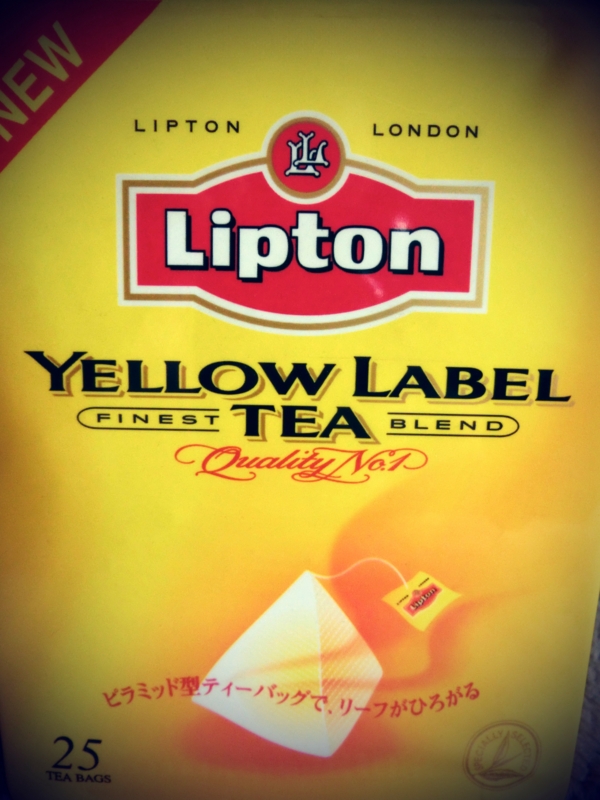 NEW
LIPTON LONDON
Lipton
YELLOW LABEL
FINEST TEA BLEND
Quality No.1
Lipton
ピラミッド型ティーバッグで、リーフがひろがる
25
TEA BAGS